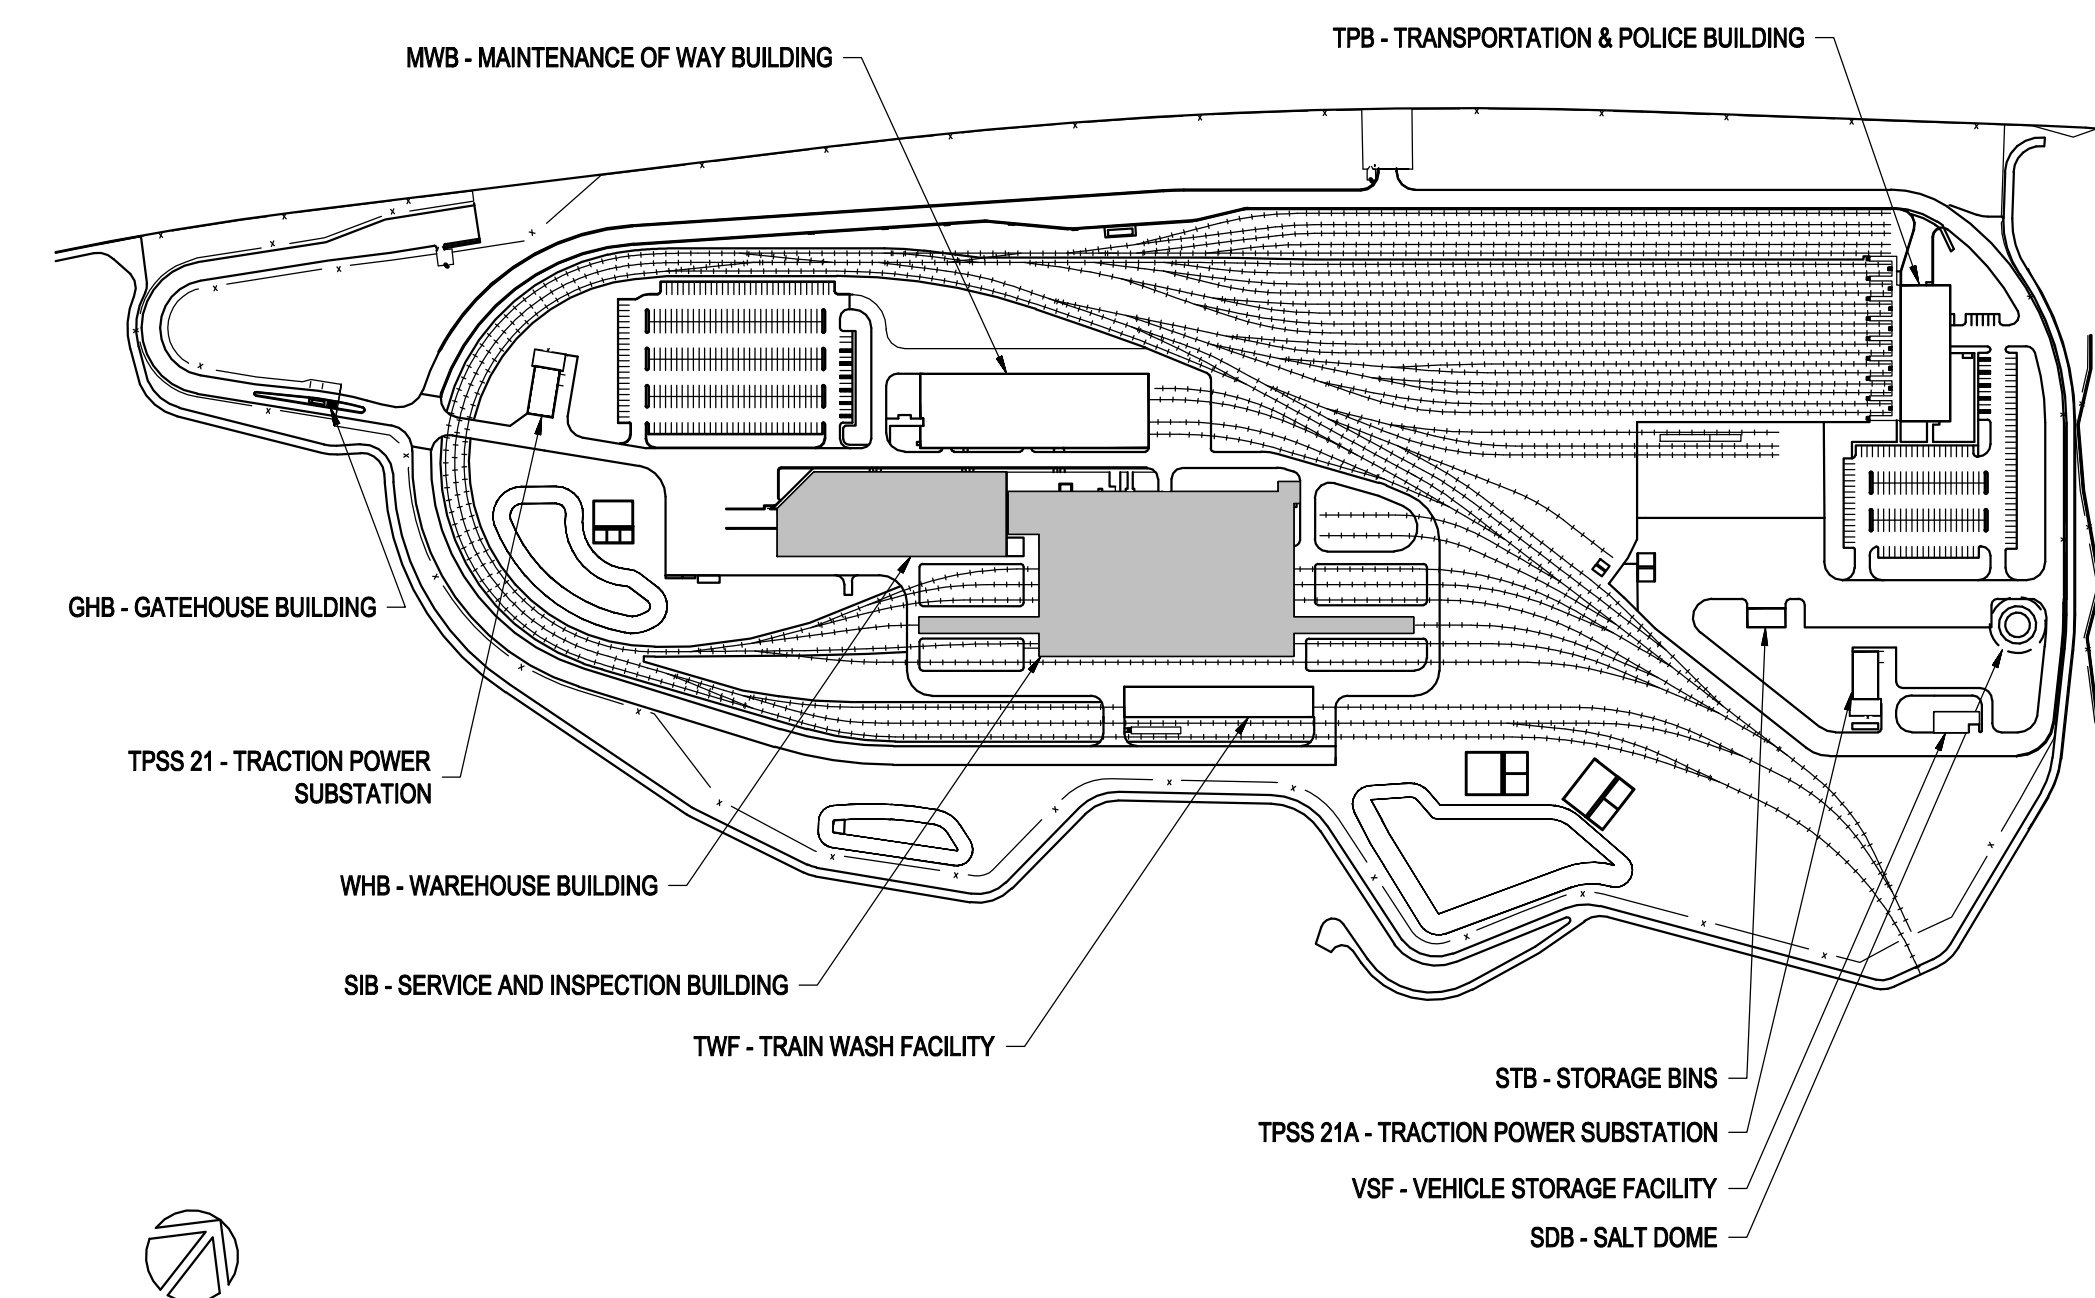 TPB - TRANSPORTATION & POLICE BUILDING
MWB - MAINTENANCE OF WAY BUILDING
GHB - GATEHOUSE BUILDING
TPSS 21 - TRACTION POWER
SUBSTATION
WHB - WAREHOUSE BUILDING
SIB - SERVICE AND INSPECTION BUILDING
TWF - TRAIN WASH FACILITY
STB - STORAGE BINS
TPSS 21A - TRACTION POWER SUBSTATION
VSF - VEHICLE STORAGE FACILITY
SDB - SALT DOME